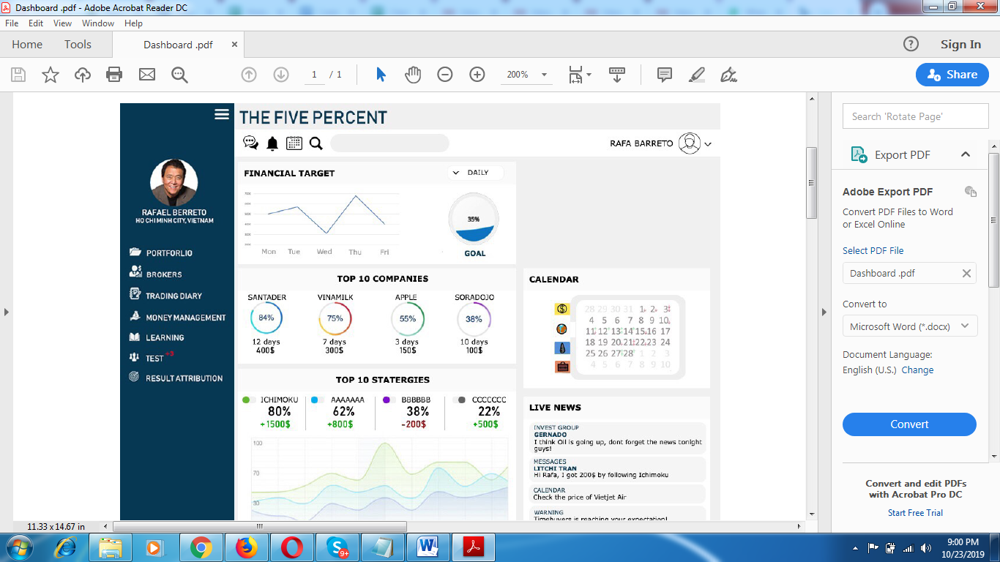 Dashboard .pdf - Adobe Acrobat Reader DC
File Edit View Window Help
Home Tools Dashboard .pdf × Sign In
1 / 1 200% Share
THE FIVE PERCENT
RAFA BARRETO
RAFAEL BERRETO
HO CHI MINH CITY, VIETNAM
PORTFORLIO
BROKERS
TRADING DIARY
MONEY MANAGEMENT
LEARNING
TEST +3
RESULT ATTRIBUTION
FINANCIAL TARGET DAILY
Mon Tue Wed Thu Fri
35%
GOAL
TOP 10 COMPANIES
SANTADER VINAMILK APPLE SORADOJO
84% 75% 55% 38%
12 days 7 days 3 days 10 days
400$ 300$ 150$ 100$
TOP 10 STATERGIES
ICHIMOKU AAAAAAA BBBBBB CCCCCCC
80% 62% 38% 22%
+1500$ +800$ -200$ +500$
100
70
30
CALENDAR
28 29 30 31 1 2 3
4 5 6 7 8 9 10
11 12 13 14 15 16 17
18 19 20 21 22 23 24
25 26 27 28 1 2 3
4 5 6 7 8 9 10
LIVE NEWS
INVEST GROUP
GERNADO
I think Oil is going up, dont forget the news tonight
guys!
MESSAGES
LITCHI TRAN
Hi Rafa, I got 200$ by following Ichimoku
CALENDAR
Check the price of Vietjet Air
WARNING
Timebuyers is reaching your expectation!
Search 'Rotate Page'
Export PDF
Adobe Export PDF
Convert PDF Files to Word
or Excel Online
Select PDF File
Dashboard .pdf
Convert to
Microsoft Word (*.docx)
Document Language:
English (U.S.) Change
Convert
Convert and edit PDFs
with Acrobat Pro DC
Start Free Trial
11.33 x 14.67 in
9+
9:00 PM
10/23/2019